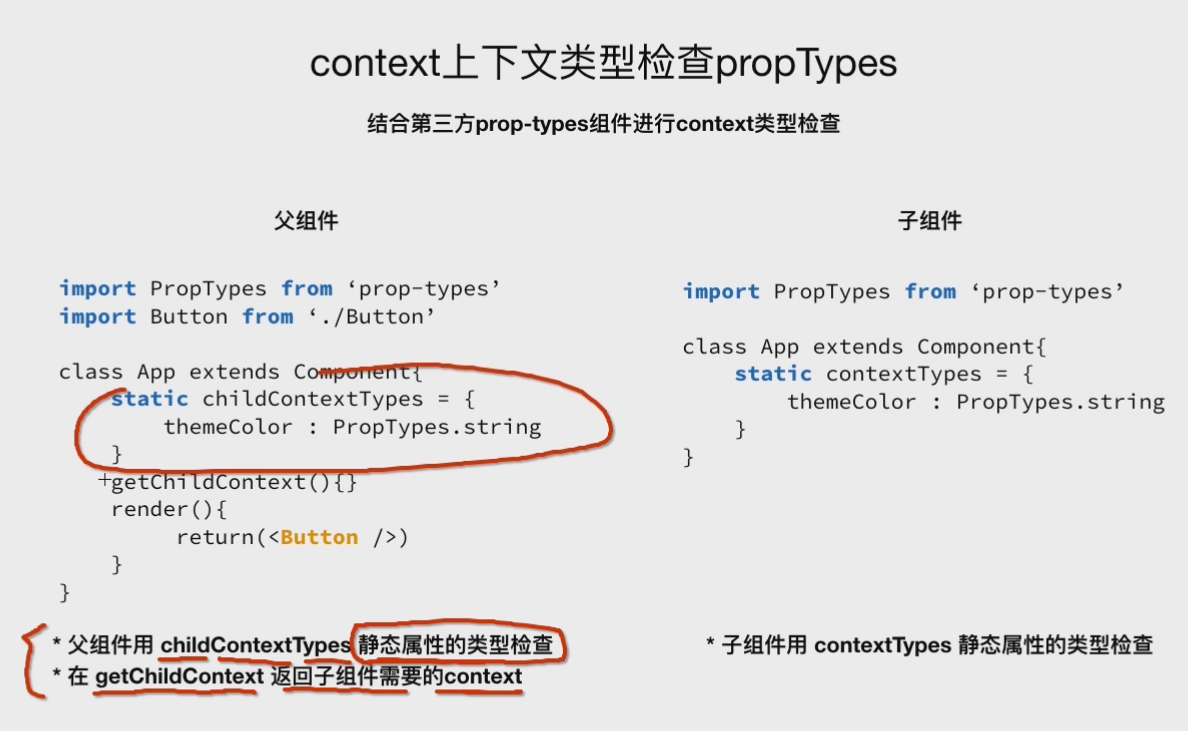 context上下文类型检查propTypes
结合第三方prop-types组件进行context类型检查
父组件
import PropTypes from ‘prop-types’
import Button from ‘./Button’
class App extends Component{
static childContextTypes = {
themeColor : PropTypes.string
}
getChildContext(){}
render(){
return(<Button />)
}
}
* 父组件用 childContextTypes 静态属性的类型检查
* 在 getChildContext 返回子组件需要的context
子组件
import PropTypes from ‘prop-types’
class App extends Component{
static contextTypes = {
themeColor : PropTypes.string
}
}
* 子组件用 contextTypes 静态属性的类型检查